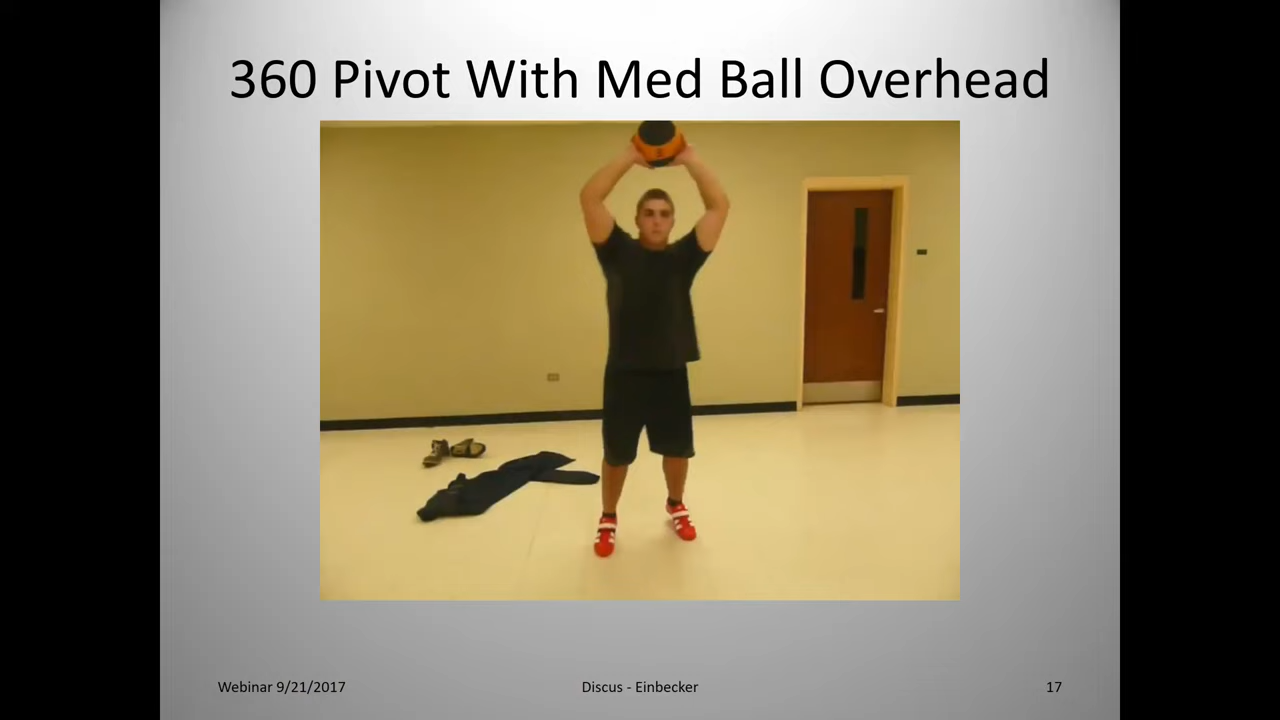 360 Pivot With Med Ball Overhead
Webinar 9/21/2017
Discus - Einbecker
17